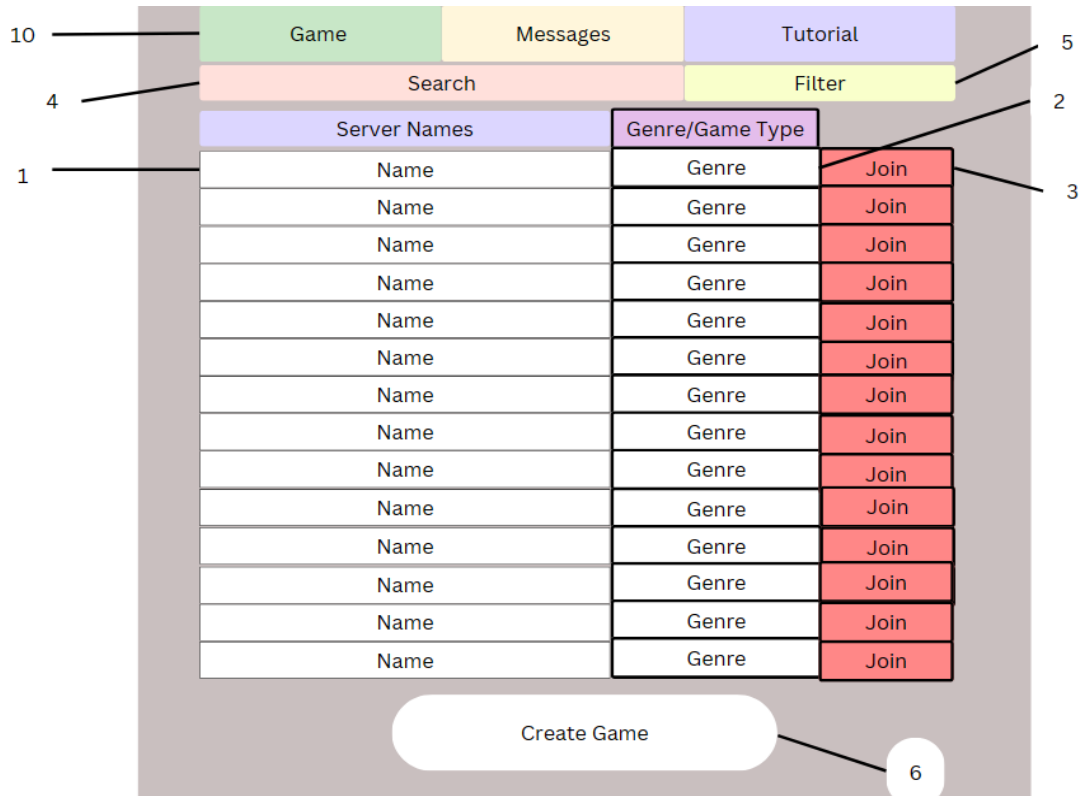 10 Game Messages Tutorial
5
4 Search Filter
2
Server Names Genre/Game Type
1 Name Genre Join 3
Name Genre Join
Name Genre Join
Name Genre Join
Name Genre Join
Name Genre Join
Name Genre Join
Name Genre Join
Name Genre Join
Name Genre Join
Name Genre Join
Name Genre Join
Name Genre Join
Name Genre Join
Create Game
6